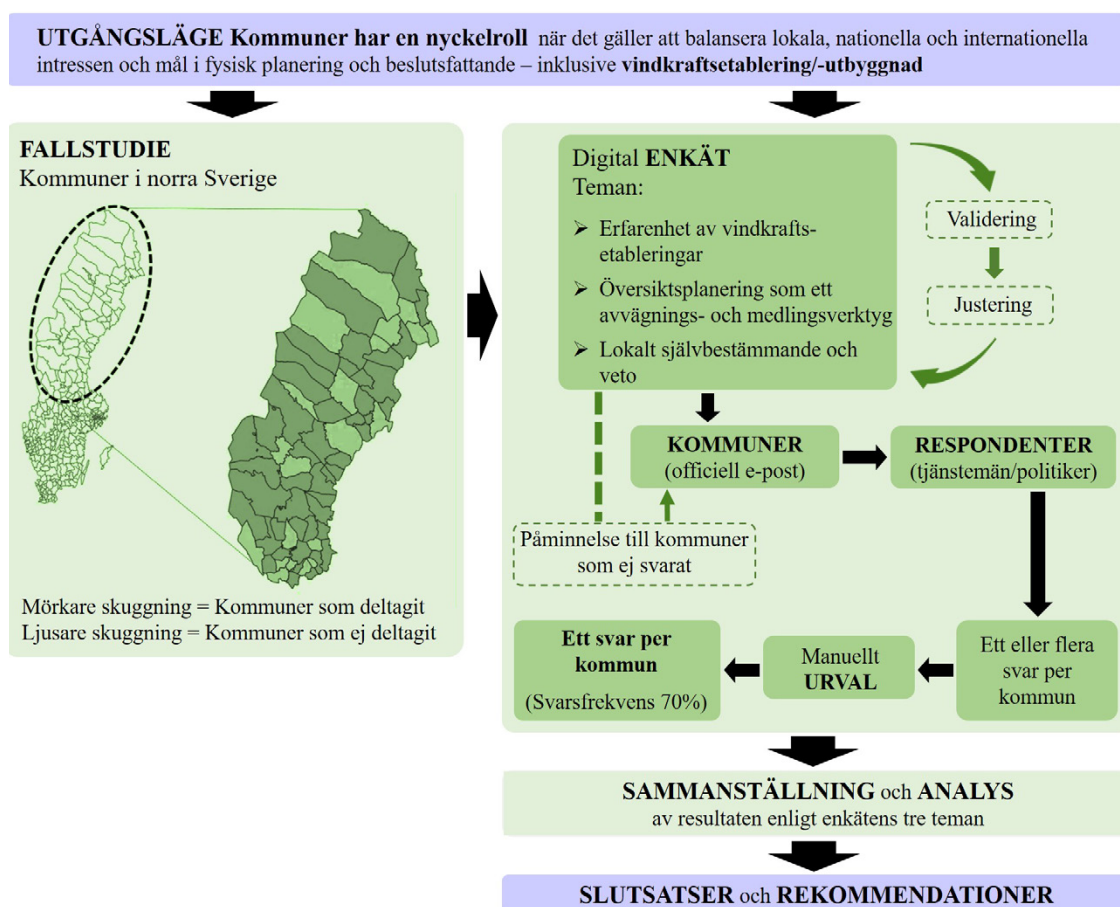 UTGÅNGSLÄGE Kommuner har en nyckelroll när det gäller att balansera lokala, nationella och internationella
intressen och mål i fysisk planering och beslutsfattande – inklusive vindkraftsetablering/-utbyggnad
FALLSTUDIE
Kommuner i norra Sverige
Mörkare skuggning = Kommuner som deltagit
Ljusare skuggning = Kommuner som ej deltagit
Digital ENKÄT
Teman:
➢ Erfarenhet av vindkrafts-
etableringar
➢ Översiktsplanering som ett
avvägnings- och medlingsverktyg
➢ Lokalt självbestämmande och
veto
Validering
Justering
KOMMUNER
(officiell e-post)
RESPONDENTER
(tjänstemän/politiker)
Påminnelse till kommuner
som ej svarat
Ett eller flera
svar per
kommun
Manuellt
URVAL
Ett svar per
kommun
(Svarsfrekvens 70%)
SAMMANSTÄLLNING och ANALYS
av resultaten enligt enkätens tre teman
SLUTSATSER och REKOMMENDATIONER